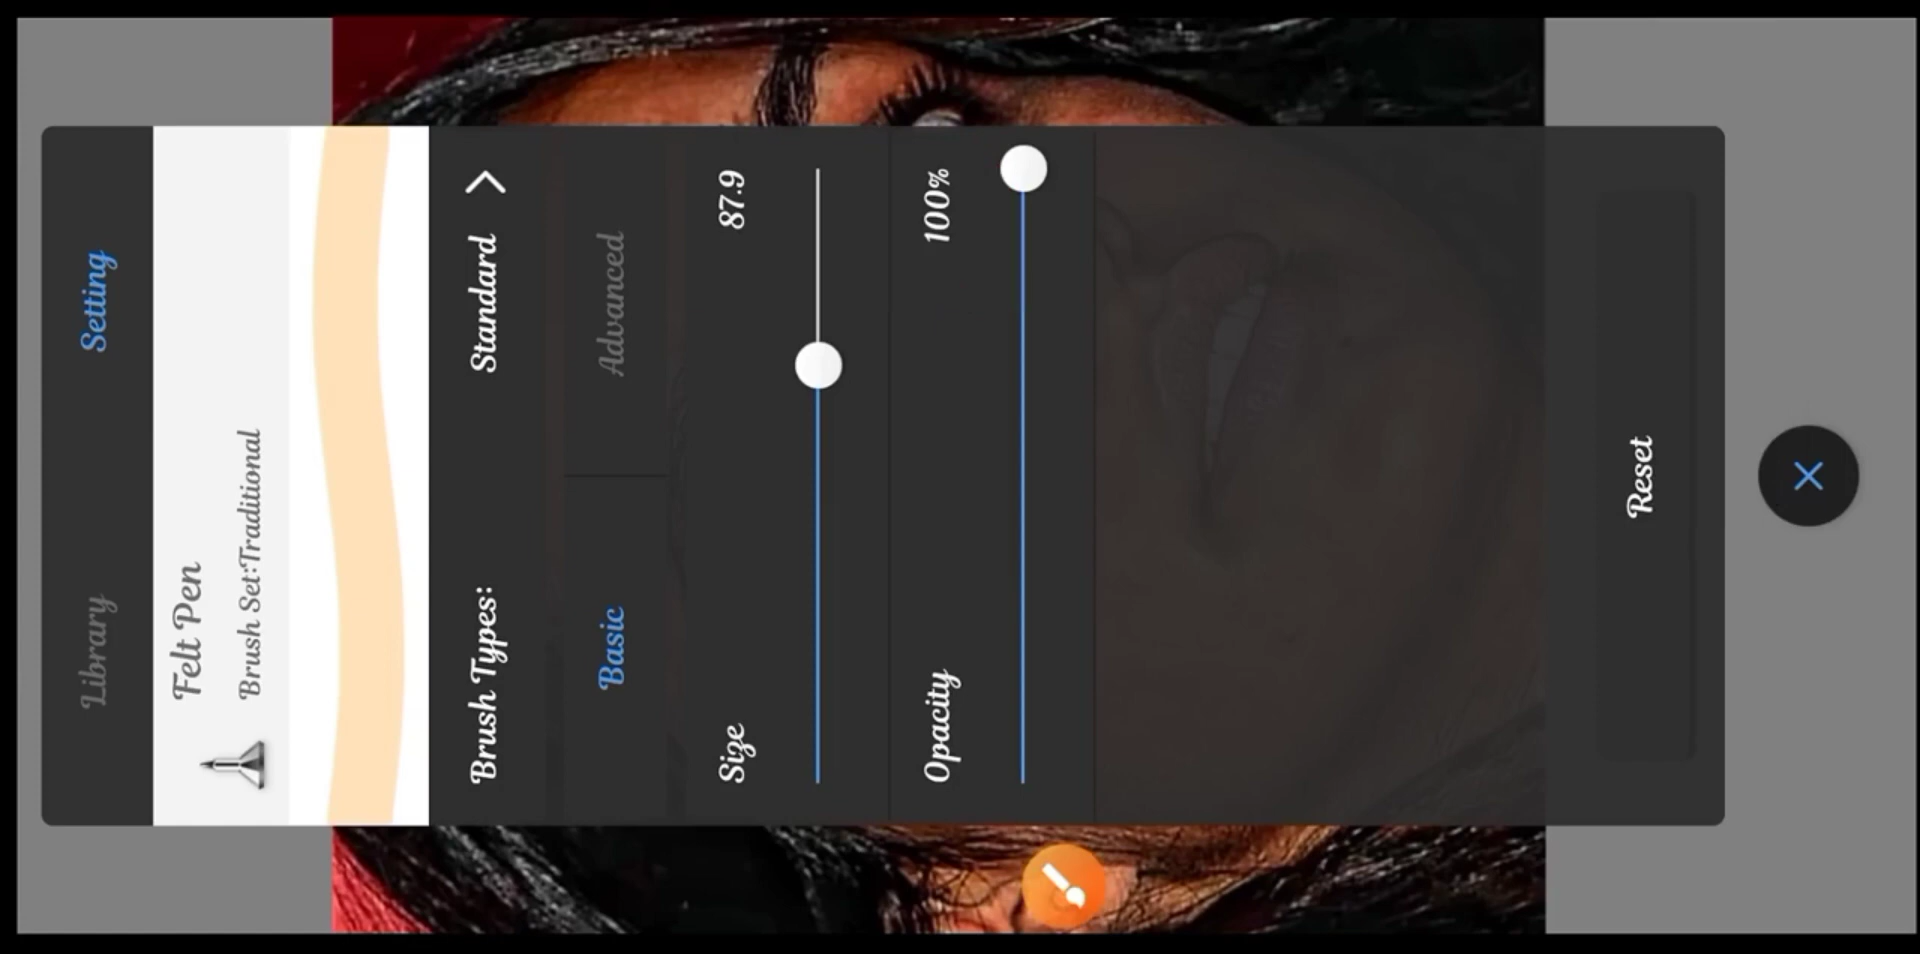 Library Setting
Felt Pen
Brush Set:Traditional
Brush Types: Standard
Basic Advanced
Size 87.9
Opacity 100%
Reset